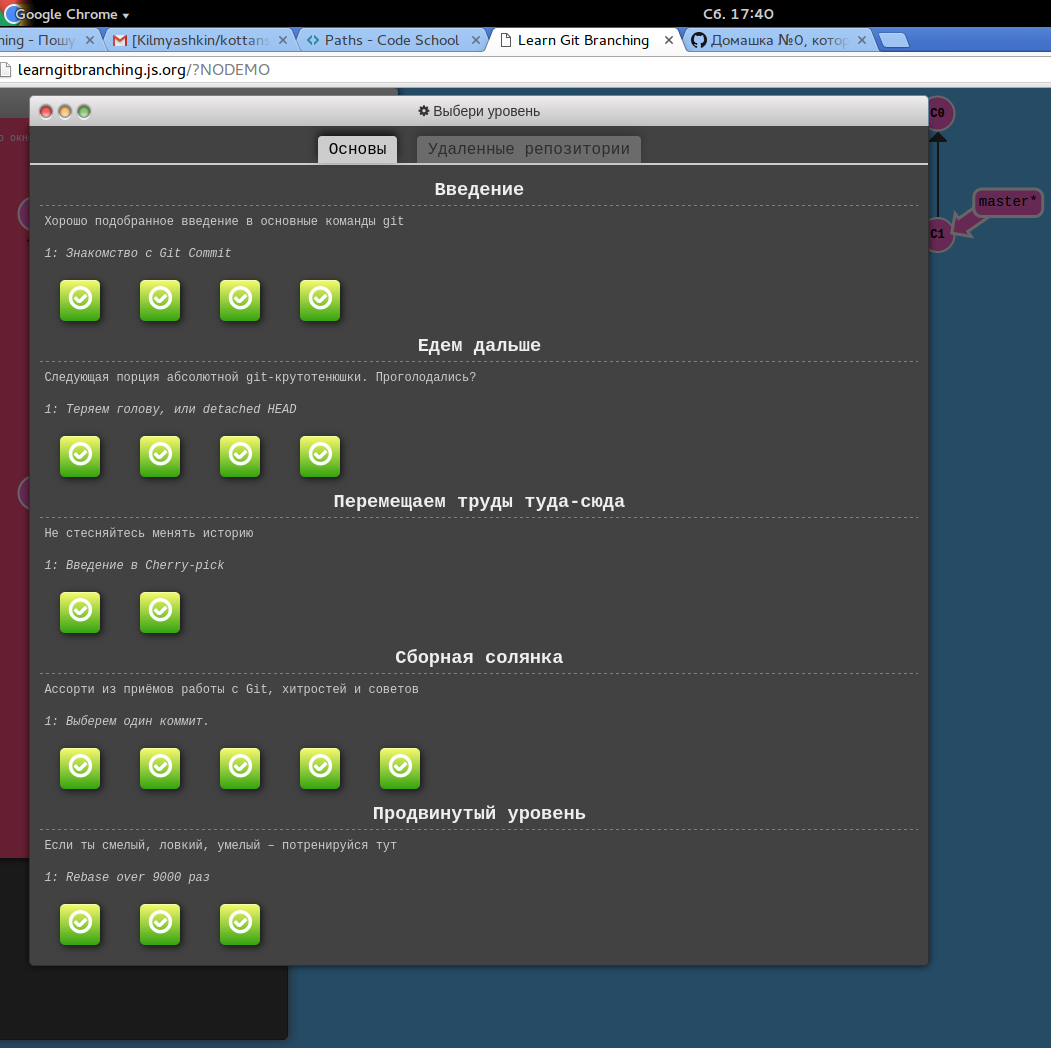 Google Chrome
Сб. 17:40
ning - Пошу
[Kilmyashkin/kottans
Paths - Code School
Learn Git Branching
Домашка №0, котор
learngitbranching.js.org/?NODEMO
Выбери уровень
Основы
Удаленные репозитории
C0
master*
C1
Введение
Хорошо подобранное введение в основные команды git
1: Знакомство с Git Commit
Едем дальше
Следующая порция абсолютной git-крутотенюшки. Проголодались?
1: Теряем голову, или detached HEAD
Перемещаем труды туда-сюда
Не стесняйтесь менять историю
1: Введение в Cherry-pick
Сборная солянка
Ассорти из приёмов работы с Git, хитростей и советов
1: Выберем один коммит.
Продвинутый уровень
Если ты смелый, ловкий, умелый – потренируйся тут
1: Rebase over 9000 раз